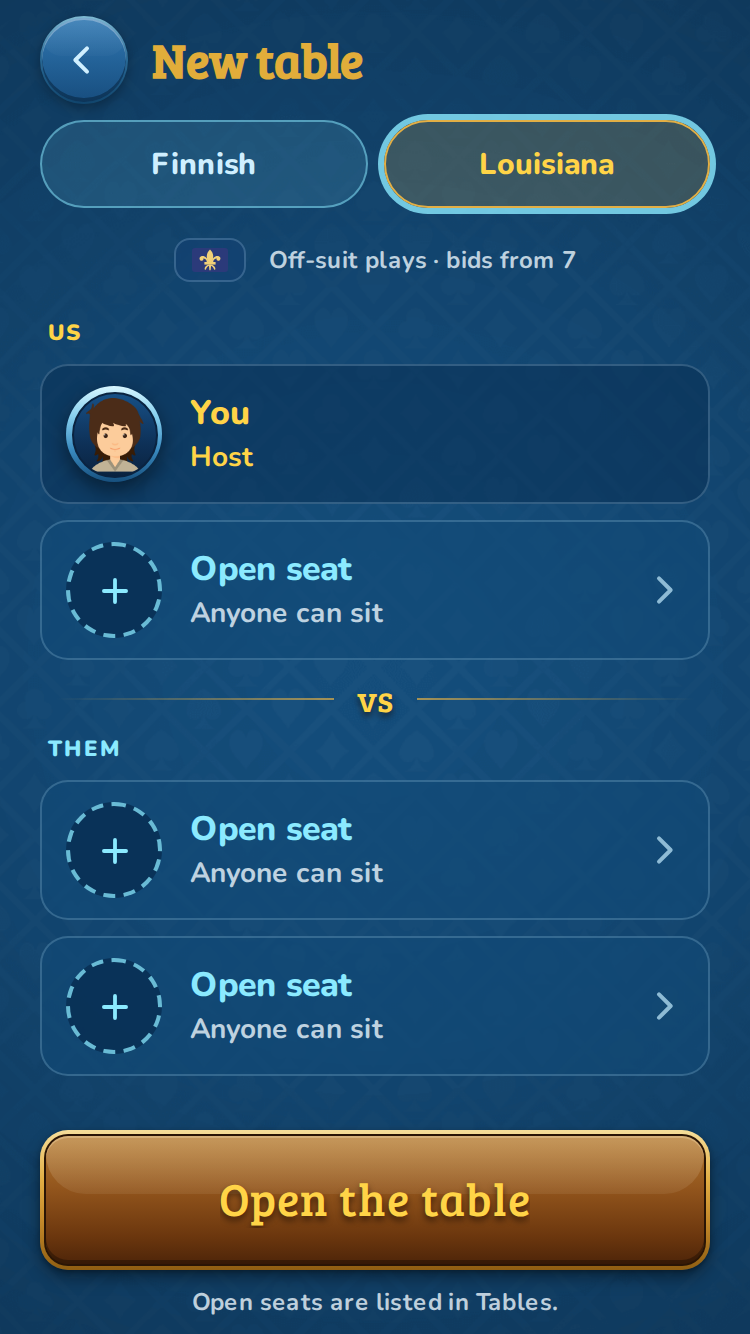 New table
Finnish
Louisiana
Off-suit plays · bids from 7
US
You
Host
Open seat
Anyone can sit
VS
THEM
Open seat
Anyone can sit
Open seat
Anyone can sit
Open the table
Open seats are listed in Tables.